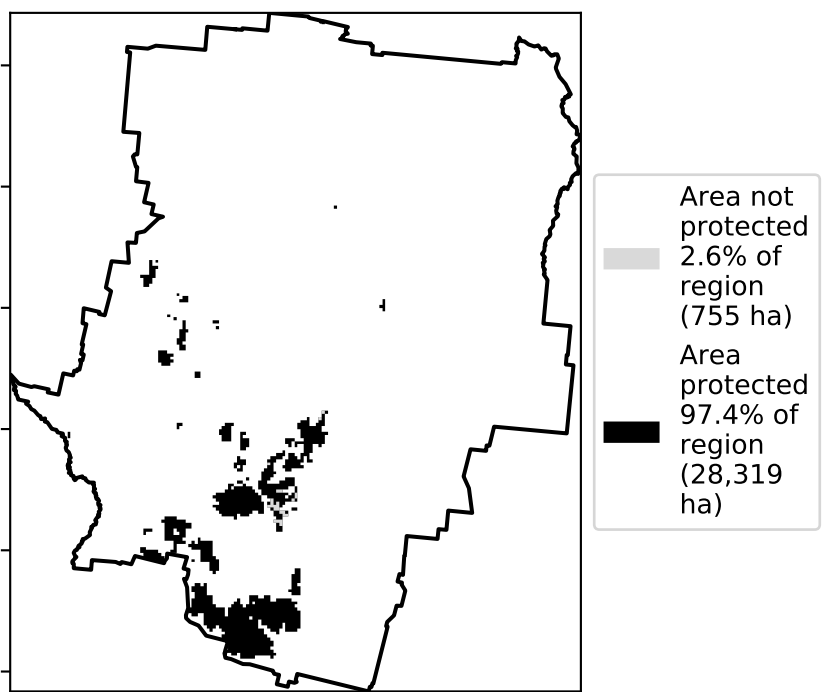 Area not
protected
2.6% of
region
(755 ha)
Area
protected
97.4% of
region
(28,319
ha)